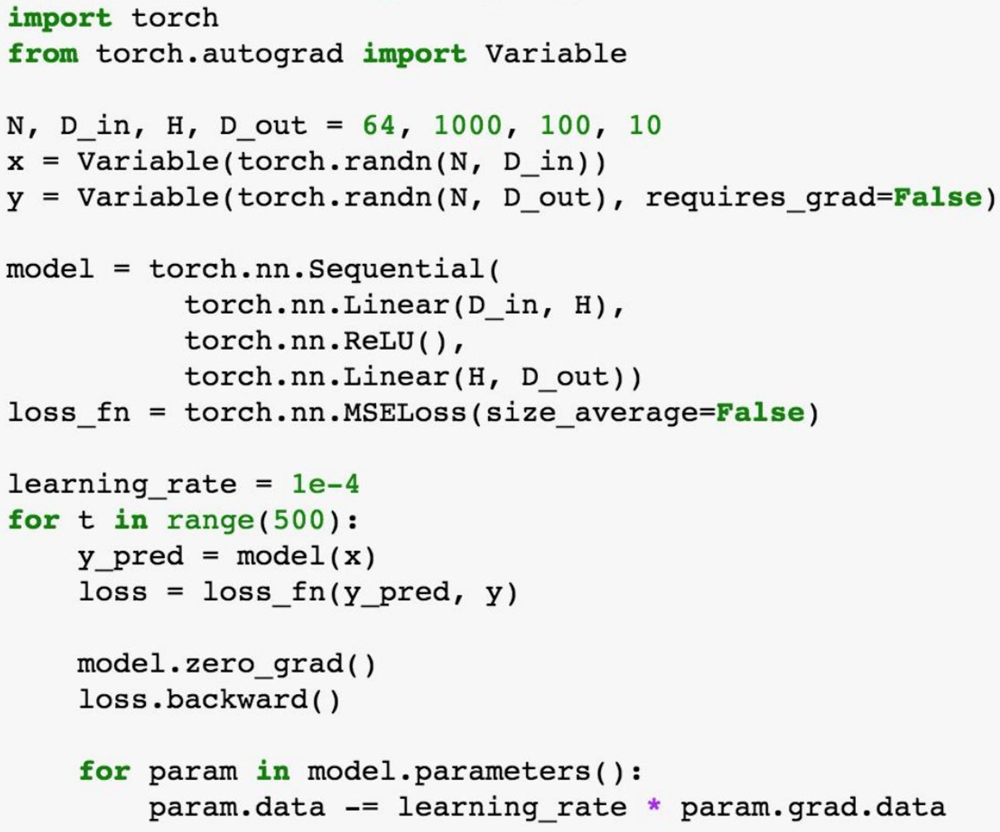 import torch
from torch.autograd import Variable

N, D_in, H, D_out = 64, 1000, 100, 10
x = Variable(torch.randn(N, D_in))
y = Variable(torch.randn(N, D_out), requires_grad=False)

model = torch.nn.Sequential(
          torch.nn.Linear(D_in, H),
          torch.nn.ReLU(),
          torch.nn.Linear(H, D_out))
loss_fn = torch.nn.MSELoss(size_average=False)

learning_rate = 1e-4
for t in range(500):
    y_pred = model(x)
    loss = loss_fn(y_pred, y)

    model.zero_grad()
    loss.backward()

    for param in model.parameters():
        param.data -= learning_rate * param.grad.data